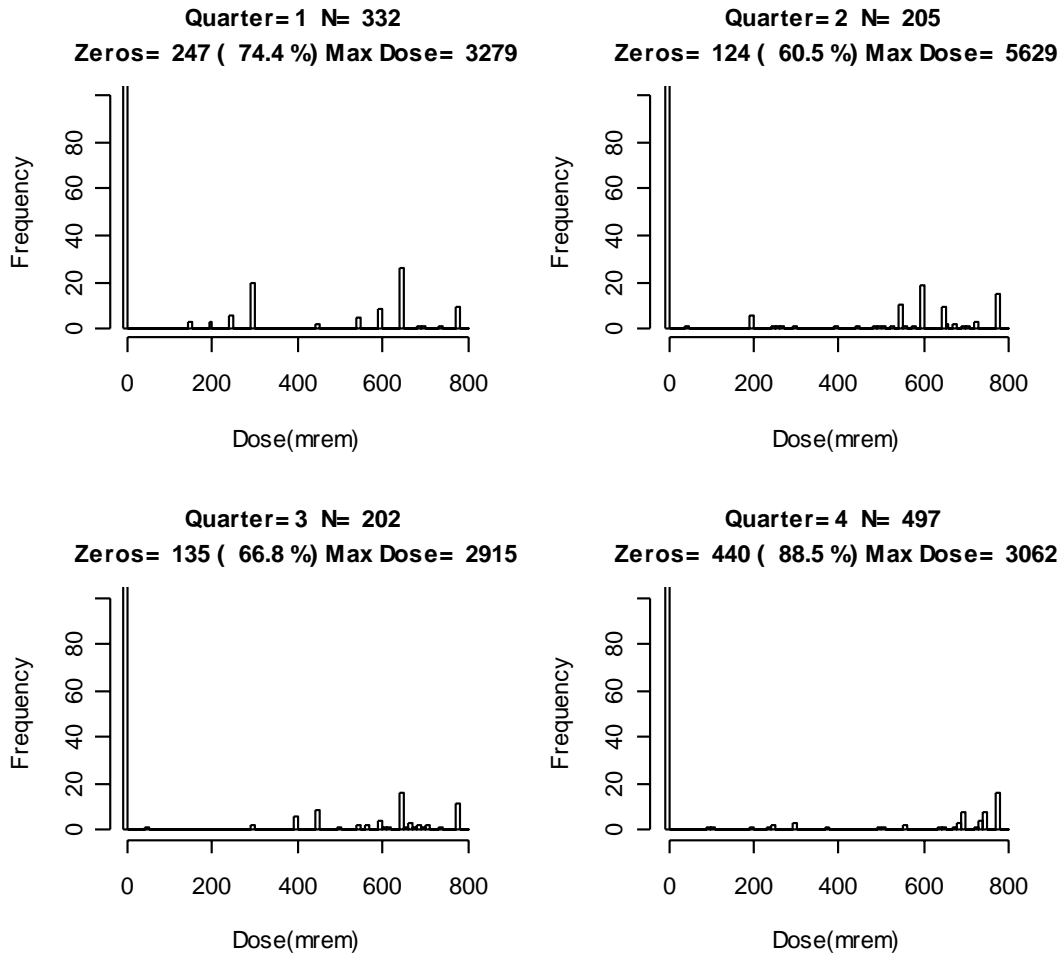 Quarter= 1 N= 332
Zeros= 247 ( 74.4 %) Max Dose= 3279
Frequency
80
60
40
20
0
0 200 400 600 800
Dose(mrem)
Quarter= 2 N= 205
Zeros= 124 ( 60.5 %) Max Dose= 5629
Frequency
80
60
40
20
0
0 200 400 600 800
Dose(mrem)
Quarter= 3 N= 202
Zeros= 135 ( 66.8 %) Max Dose= 2915
Frequency
80
60
40
20
0
0 200 400 600 800
Dose(mrem)
Quarter= 4 N= 497
Zeros= 440 ( 88.5 %) Max Dose= 3062
Frequency
80
60
40
20
0
0 200 400 600 800
Dose(mrem)